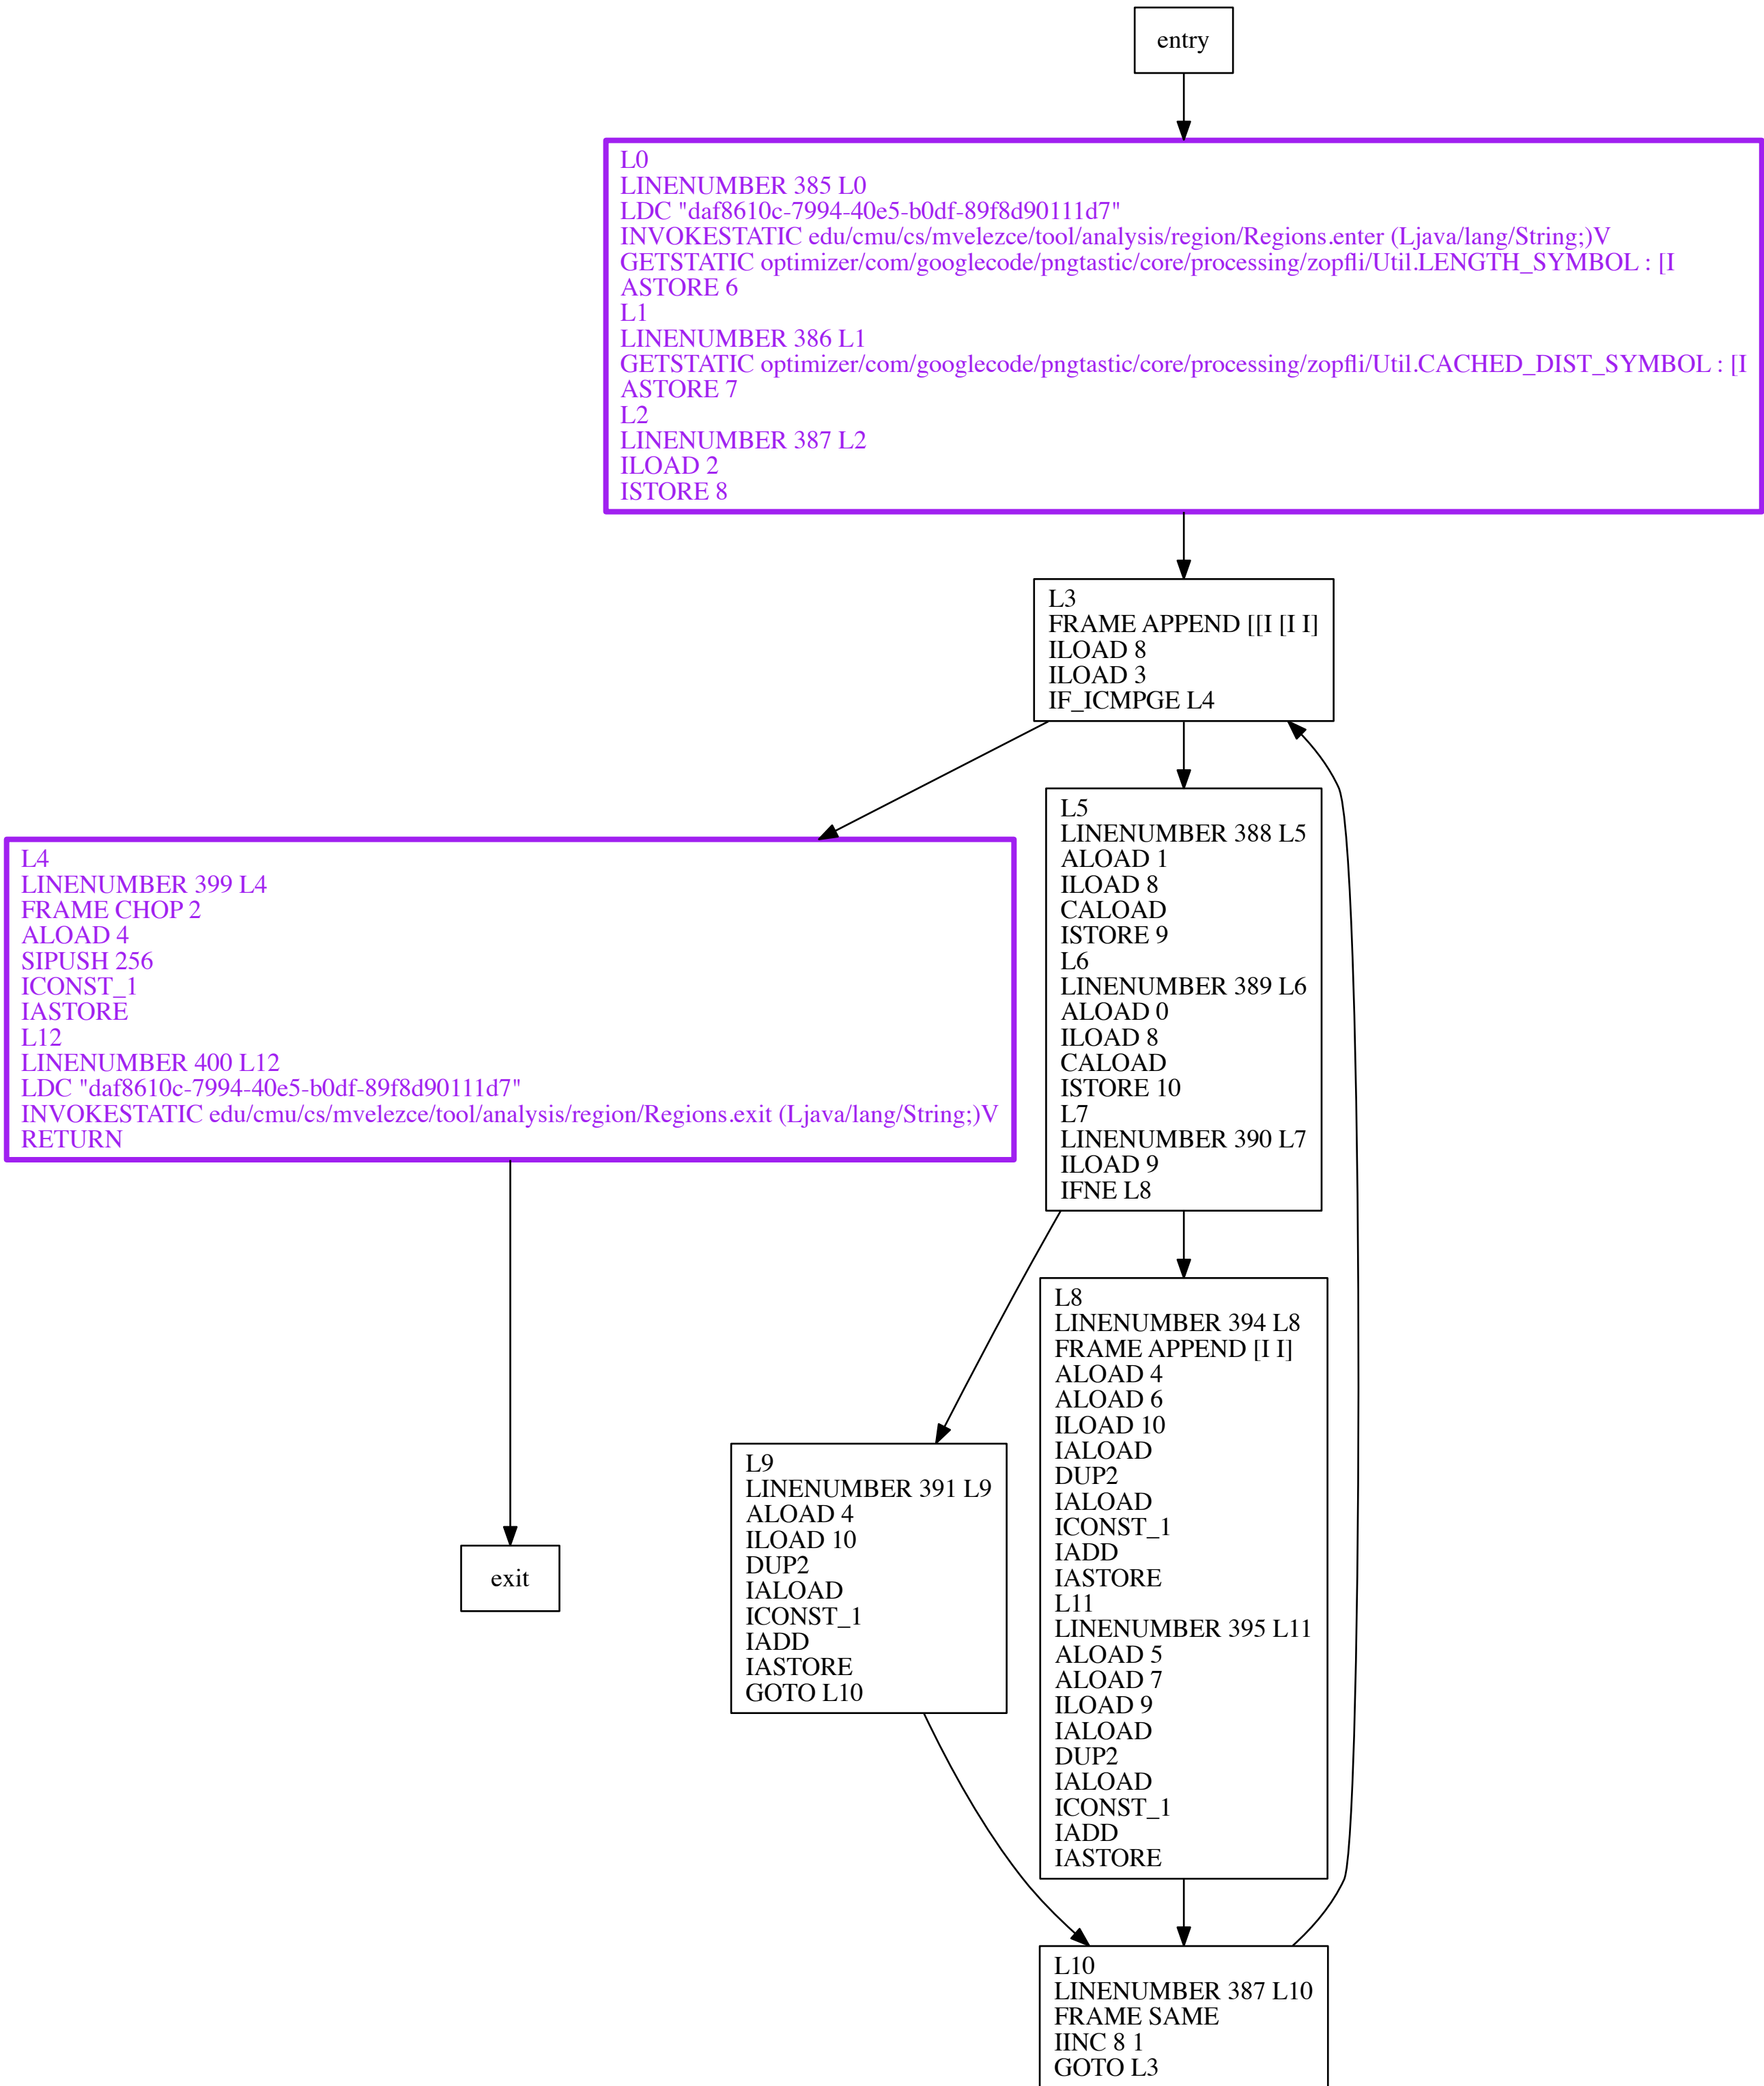 entry
L0
LINENUMBER 385 L0
LDC "daf8610c-7994-40e5-b0df-89f8d90111d7"
INVOKESTATIC edu/cmu/cs/mvelezce/tool/analysis/region/Regions.enter (Ljava/lang/String;)V
GETSTATIC optimizer/com/googlecode/pngtastic/core/processing/zopfli/Util.LENGTH_SYMBOL : [I
ASTORE 6
L1
LINENUMBER 386 L1
GETSTATIC optimizer/com/googlecode/pngtastic/core/processing/zopfli/Util.CACHED_DIST_SYMBOL : [I
ASTORE 7
L2
LINENUMBER 387 L2
ILOAD 2
ISTORE 8
L3
FRAME APPEND [[I [I I]
ILOAD 8
ILOAD 3
IF_ICMPGE L4
L4
LINENUMBER 399 L4
FRAME CHOP 2
ALOAD 4
SIPUSH 256
ICONST_1
IASTORE
L12
LINENUMBER 400 L12
LDC "daf8610c-7994-40e5-b0df-89f8d90111d7"
INVOKESTATIC edu/cmu/cs/mvelezce/tool/analysis/region/Regions.exit (Ljava/lang/String;)V
RETURN
L5
LINENUMBER 388 L5
ALOAD 1
ILOAD 8
CALOAD
ISTORE 9
L6
LINENUMBER 389 L6
ALOAD 0
ILOAD 8
CALOAD
ISTORE 10
L7
LINENUMBER 390 L7
ILOAD 9
IFNE L8
L8
LINENUMBER 394 L8
FRAME APPEND [I I]
ALOAD 4
ALOAD 6
ILOAD 10
IALOAD
DUP2
IALOAD
ICONST_1
IADD
IASTORE
L11
LINENUMBER 395 L11
ALOAD 5
ALOAD 7
ILOAD 9
IALOAD
DUP2
IALOAD
ICONST_1
IADD
IASTORE
L9
LINENUMBER 391 L9
ALOAD 4
ILOAD 10
DUP2
IALOAD
ICONST_1
IADD
IASTORE
GOTO L10
exit
L10
LINENUMBER 387 L10
FRAME SAME
IINC 8 1
GOTO L3